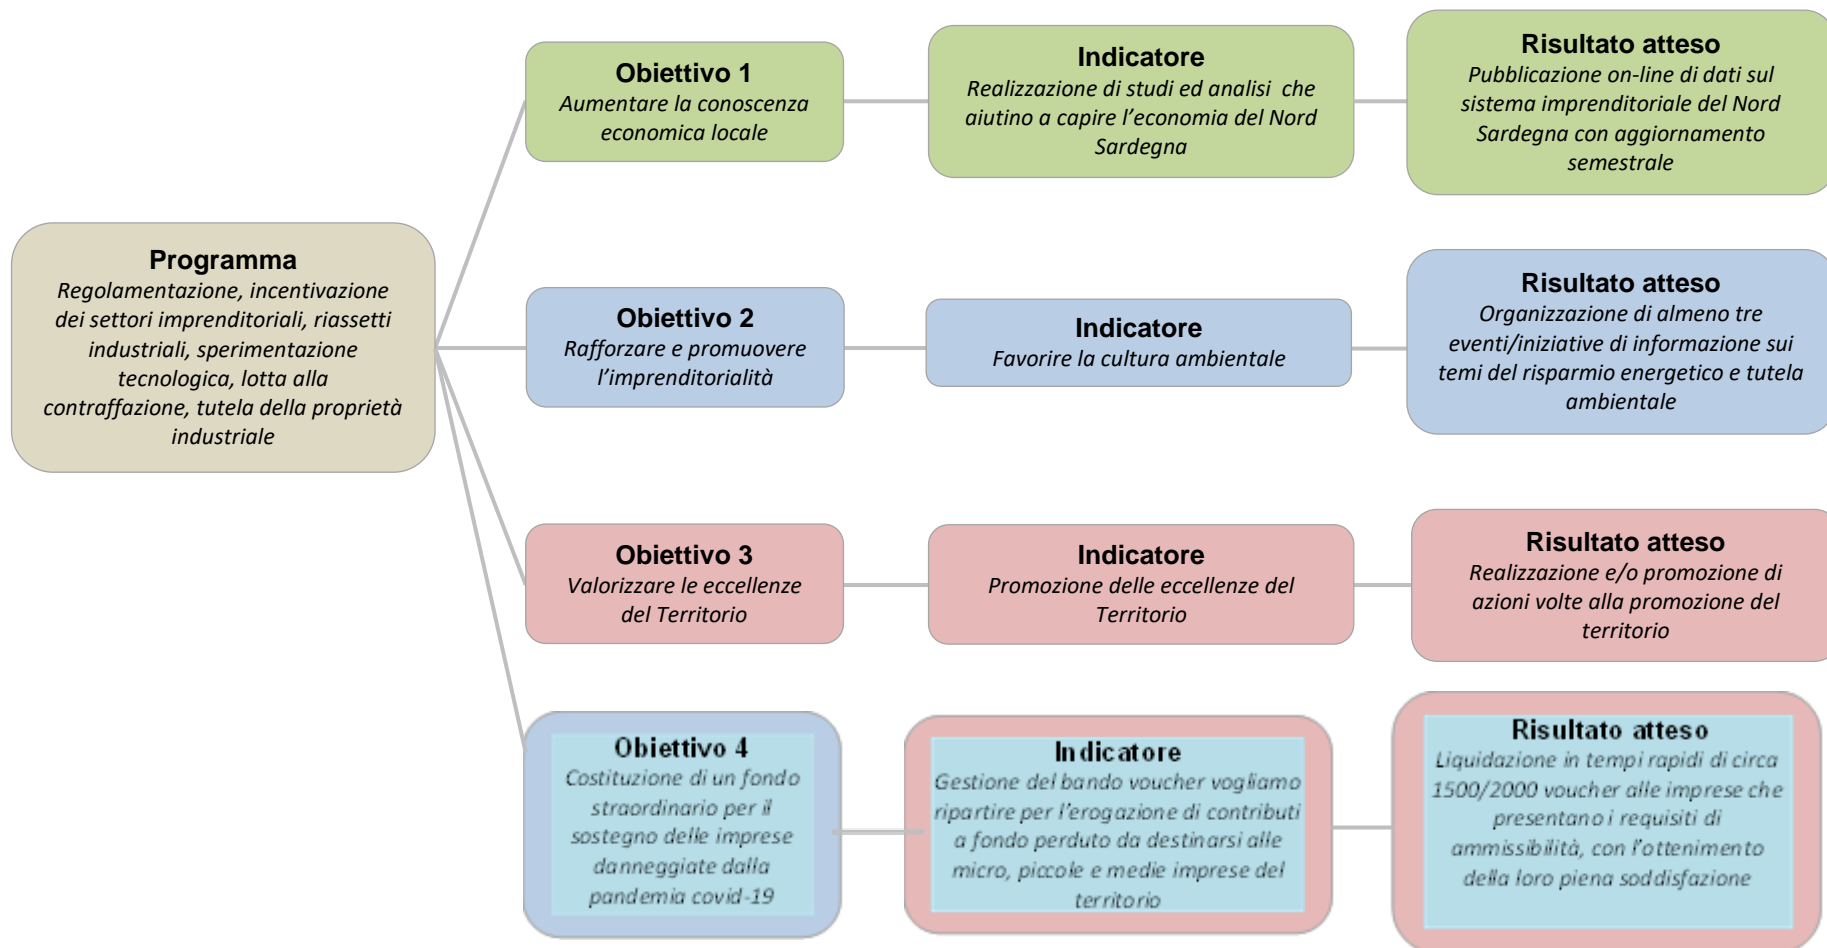 Programma
Regolamentazione, incentivazione
dei settori imprenditoriali, riassetti
industriali, sperimentazione
tecnologica, lotta alla
contraffazione, tutela della proprietà
industriale
Obiettivo 1
Aumentare la conoscenza
economica locale
Indicatore
Realizzazione di studi ed analisi che
aiutino a capire l'economia del Nord
Sardegna
Risultato atteso
Pubblicazione on-line di dati sul
sistema imprenditoriale del Nord
Sardegna con aggiornamento
semestrale
Obiettivo 2
Rafforzare e promuovere
l'imprenditorialità
Indicatore
Favorire la cultura ambientale
Risultato atteso
Organizzazione di almeno tre
eventi/iniziative di informazione sui
temi del risparmio energetico e tutela
ambientale
Obiettivo 3
Valorizzare le eccellenze
del Territorio
Indicatore
Promozione delle eccellenze del
Territorio
Risultato atteso
Realizzazione e/o promozione di
azioni volte alla promozione del
territorio
Obiettivo 4
Costituzione di un fondo
straordinario per il
sostegno delle imprese
danneggiate dalla
pandemia covid-19
Indicatore
Gestione del bando voucher vogliamo
ripartire per l'erogazione di contributi
a fondo perduto da destinarsi alle
micro, piccole e medie imprese del
territorio
Risultato atteso
Liquidazione in tempi rapidi di circa
1500/2000 voucher alle imprese che
presentano i requisiti di
ammissibilità, con l'ottenimento
della loro piena soddisfazione